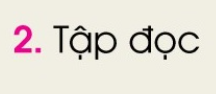 2. Tập đọc